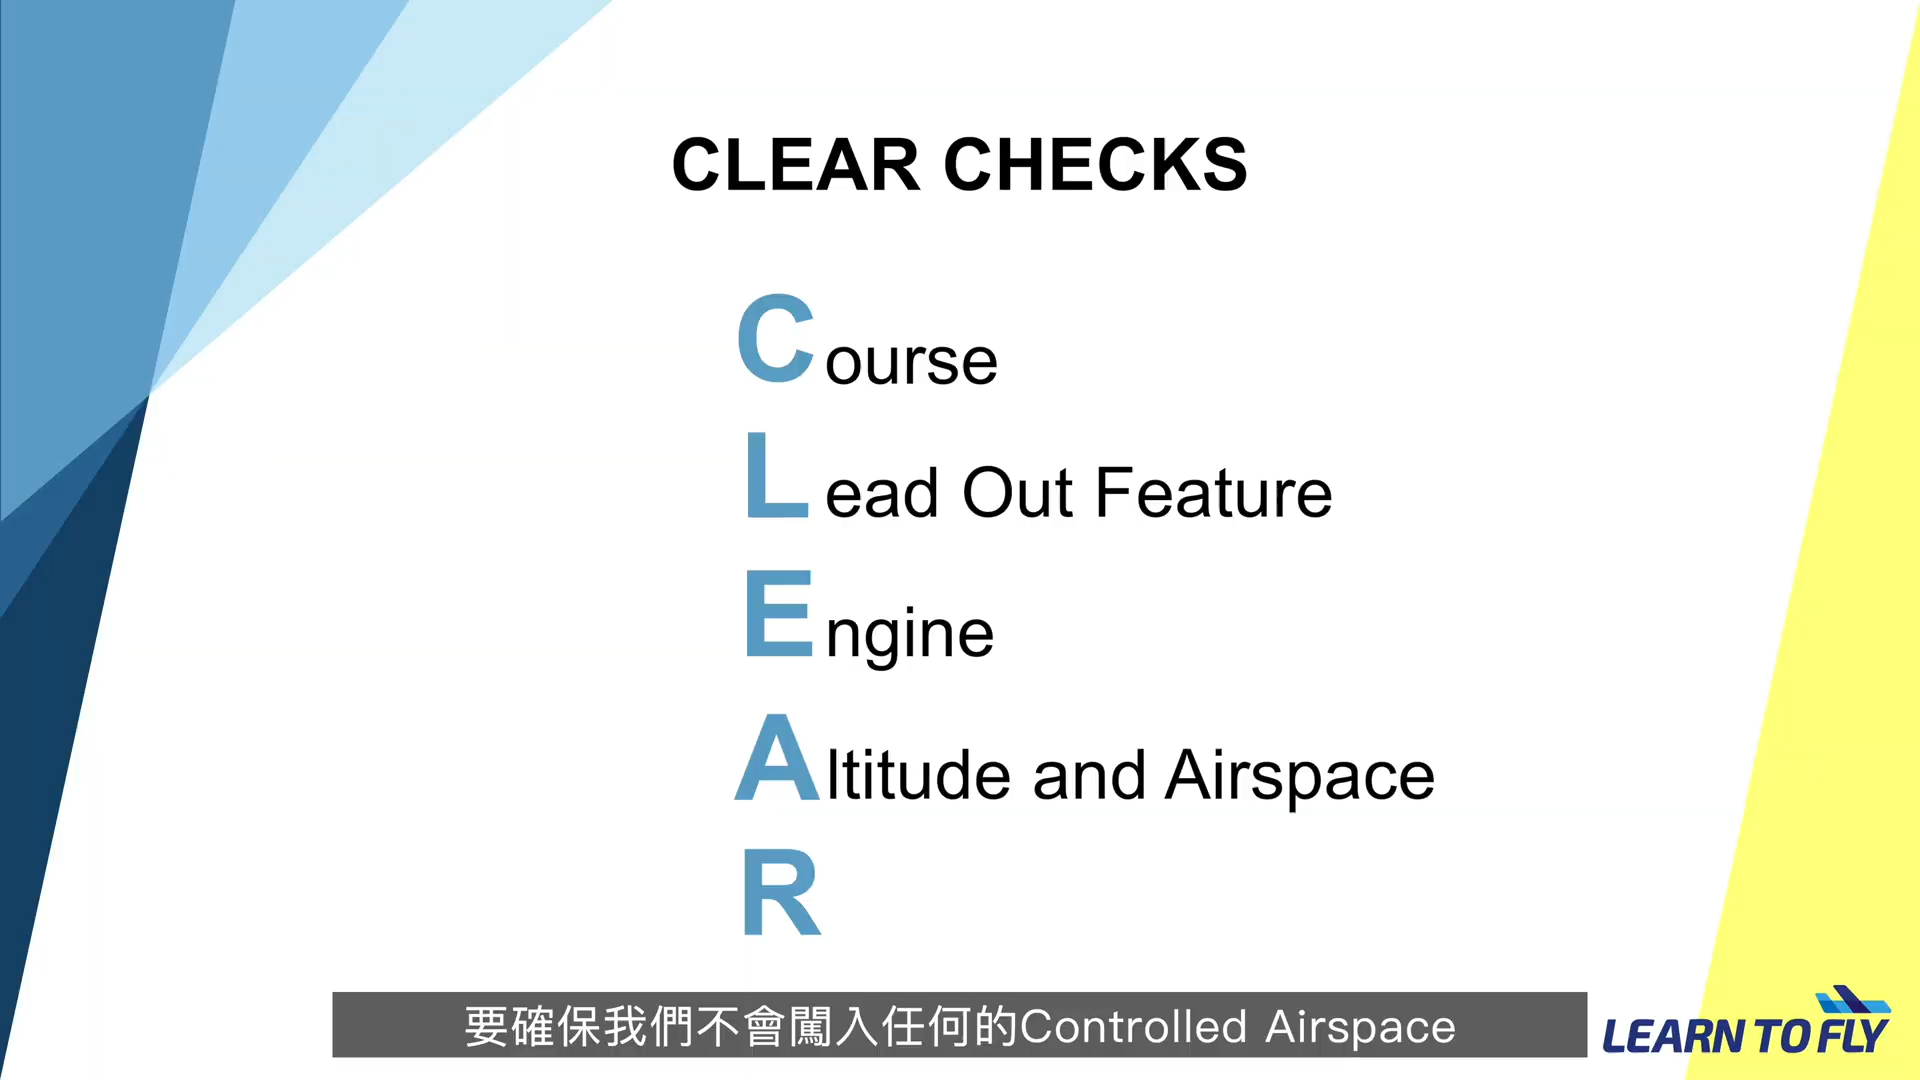 CLEAR CHECKS
Course
Lead Out Feature
Engine
Altitude and Airspace
R
要確保我們不會闖入任何的Controlled Airspace
LEARN TO FLY